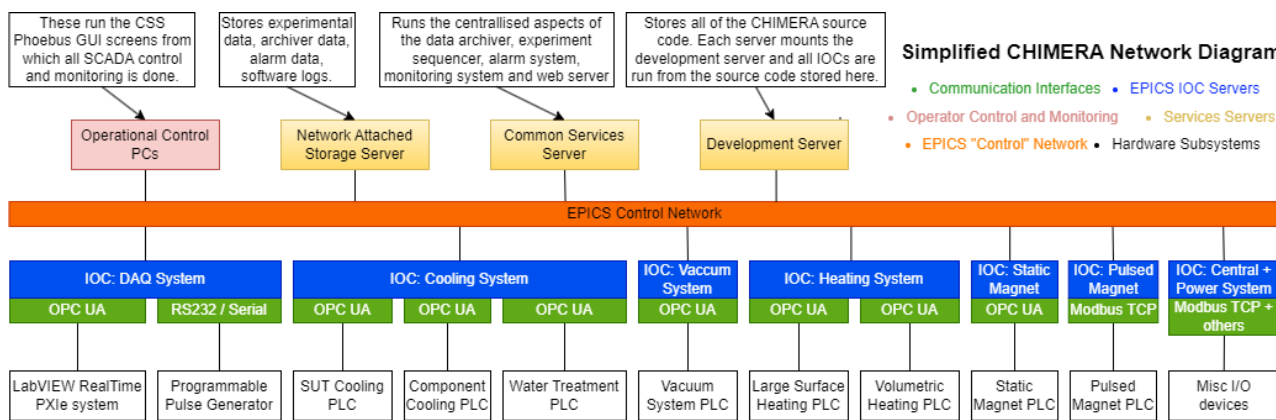 These run the CSS
Phoebus GUI screens from
which all SCADA control
and monitoring is done.
Stores experimental
data, archiver data,
alarm data,
software logs.
Runs the centralised aspects of
the data archiver, experiment
sequencer, alarm system,
monitoring system and web server
Stores all of the CHIMERA source
code. Each server mounts the
development server and all IOCs are
run from the source code stored here.
Simplified CHIMERA Network Diagram
Communication Interfaces
EPICS IOC Servers
Operator Control and Monitoring
Services Servers
EPICS "Control" Network
Hardware Subsystems
Operational Control
PCs
Network Attached
Storage Server
Common Services
Server
Development Server
EPICS Control Network
IOC: DAQ System
IOC: Cooling System
IOC: Vaccum
System
IOC: Heating System
IOC: Static
Magnet
IOC: Pulsed
Magnet
IOC: Central +
Power System
OPC UA
RS232 / Serial
OPC UA
OPC UA
OPC UA
OPC UA
OPC UA
OPC UA
OPC UA
Modbus TCP
Modbus TCP +
others
LabVIEW RealTime
PXIe system
Programmable
Pulse Generator
SUT Cooling
PLC
Component
Cooling PLC
Water Treatment
PLC
Vacuum
System PLC
Large Surface
Heating PLC
Volumetric
Heating PLC
Static
Magnet PLC
Pulsed
Magnet PLC
Misc I/O
devices